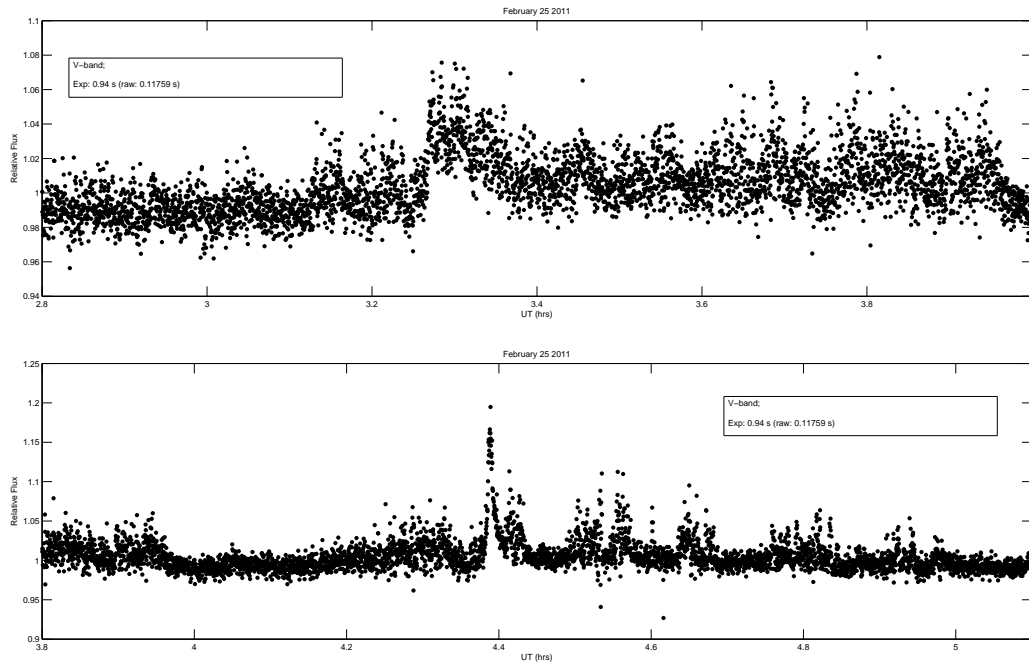 February 25 2011
1.1
1.08
1.06
1.04
1.02
1
0.98
0.96
0.94
Relative Flux
V−band;
Exp: 0.94 s (raw: 0.11759 s)
2.8 3 3.2 3.4 3.6 3.8
UT (hrs)
February 25 2011
1.25
1.2
1.15
1.1
1.05
1
0.95
0.9
Relative Flux
V−band;
Exp: 0.94 s (raw: 0.11759 s)
3.8 4 4.2 4.4 4.6 4.8 5
UT (hrs)